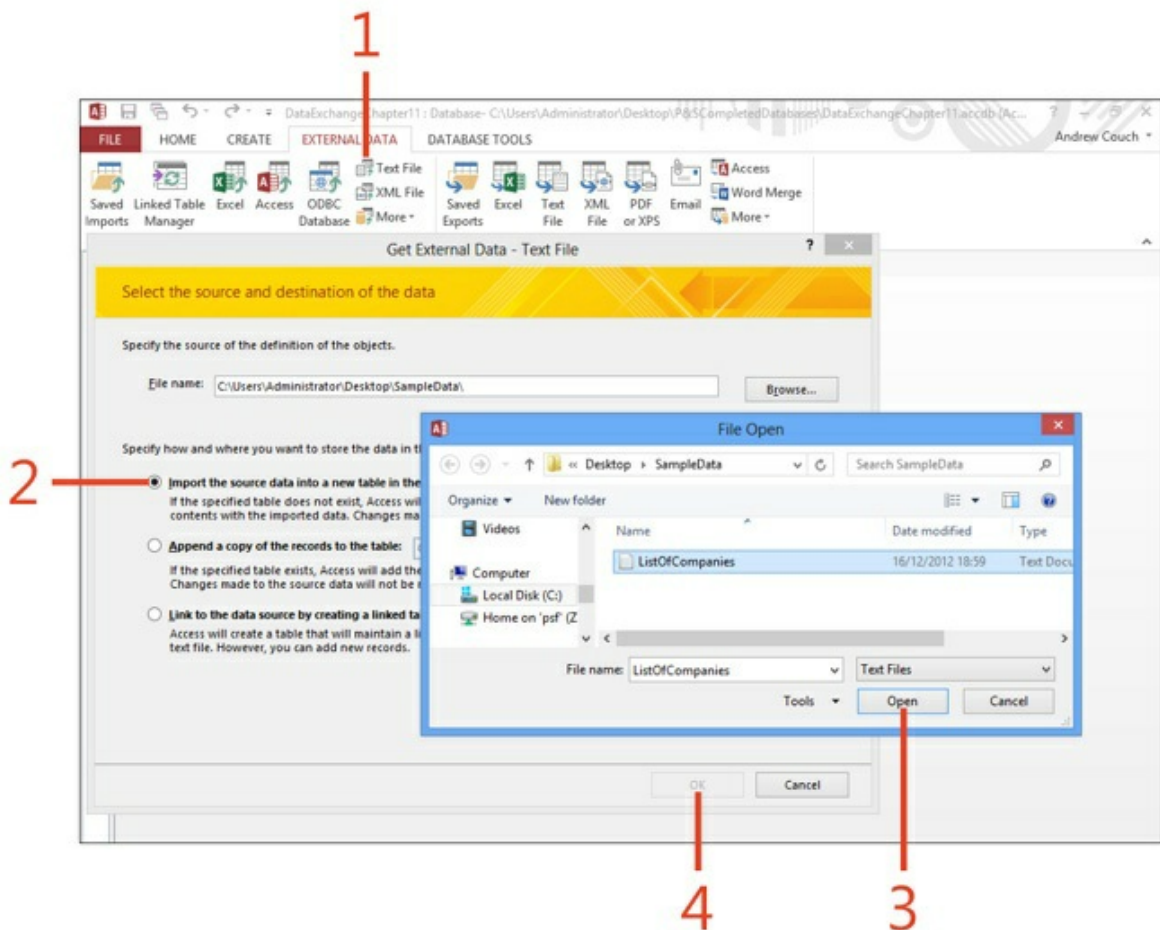 1
DataExchangeChapter11 : Database- C:\Users\Administrator\Desktop\P&SCompletedDatabases\DataExchangeChapter11.accdb (Ac... ?
FILE HOME CREATE EXTERNAL DATA DATABASE TOOLS Andrew Couch
Text File Access
XML File Word Merge
Saved Linked Table Excel Access ODBC More Saved Excel Text XML PDF Email More
Imports Manager Database Exports File File or XPS
Get External Data - Text File ?
Select the source and destination of the data
Specify the source of the definition of the objects.
File name: C:\Users\Administrator\Desktop\SampleData\ Browse...
File Open
Specify how and where you want to store the data in t
« Desktop SampleData Search SampleData
2
Import the source data into a new table in the
If the specified table does not exist, Access wil
contents with the imported data. Changes ma
Organize New folder
Videos Name Date modified Type
Append a copy of the records to the table:
If the specified table exists, Access will add the
Changes made to the source data will not be
ListOfCompanies 16/12/2012 18:59 Text Docu
Computer
Local Disk (C:)
Home on 'psf' (Z
Link to the data source by creating a linked ta
Access will create a table that will maintain a li
text file. However, you can add new records.
File name: ListOfCompanies Text Files
Tools Open Cancel
OK Cancel
4 3